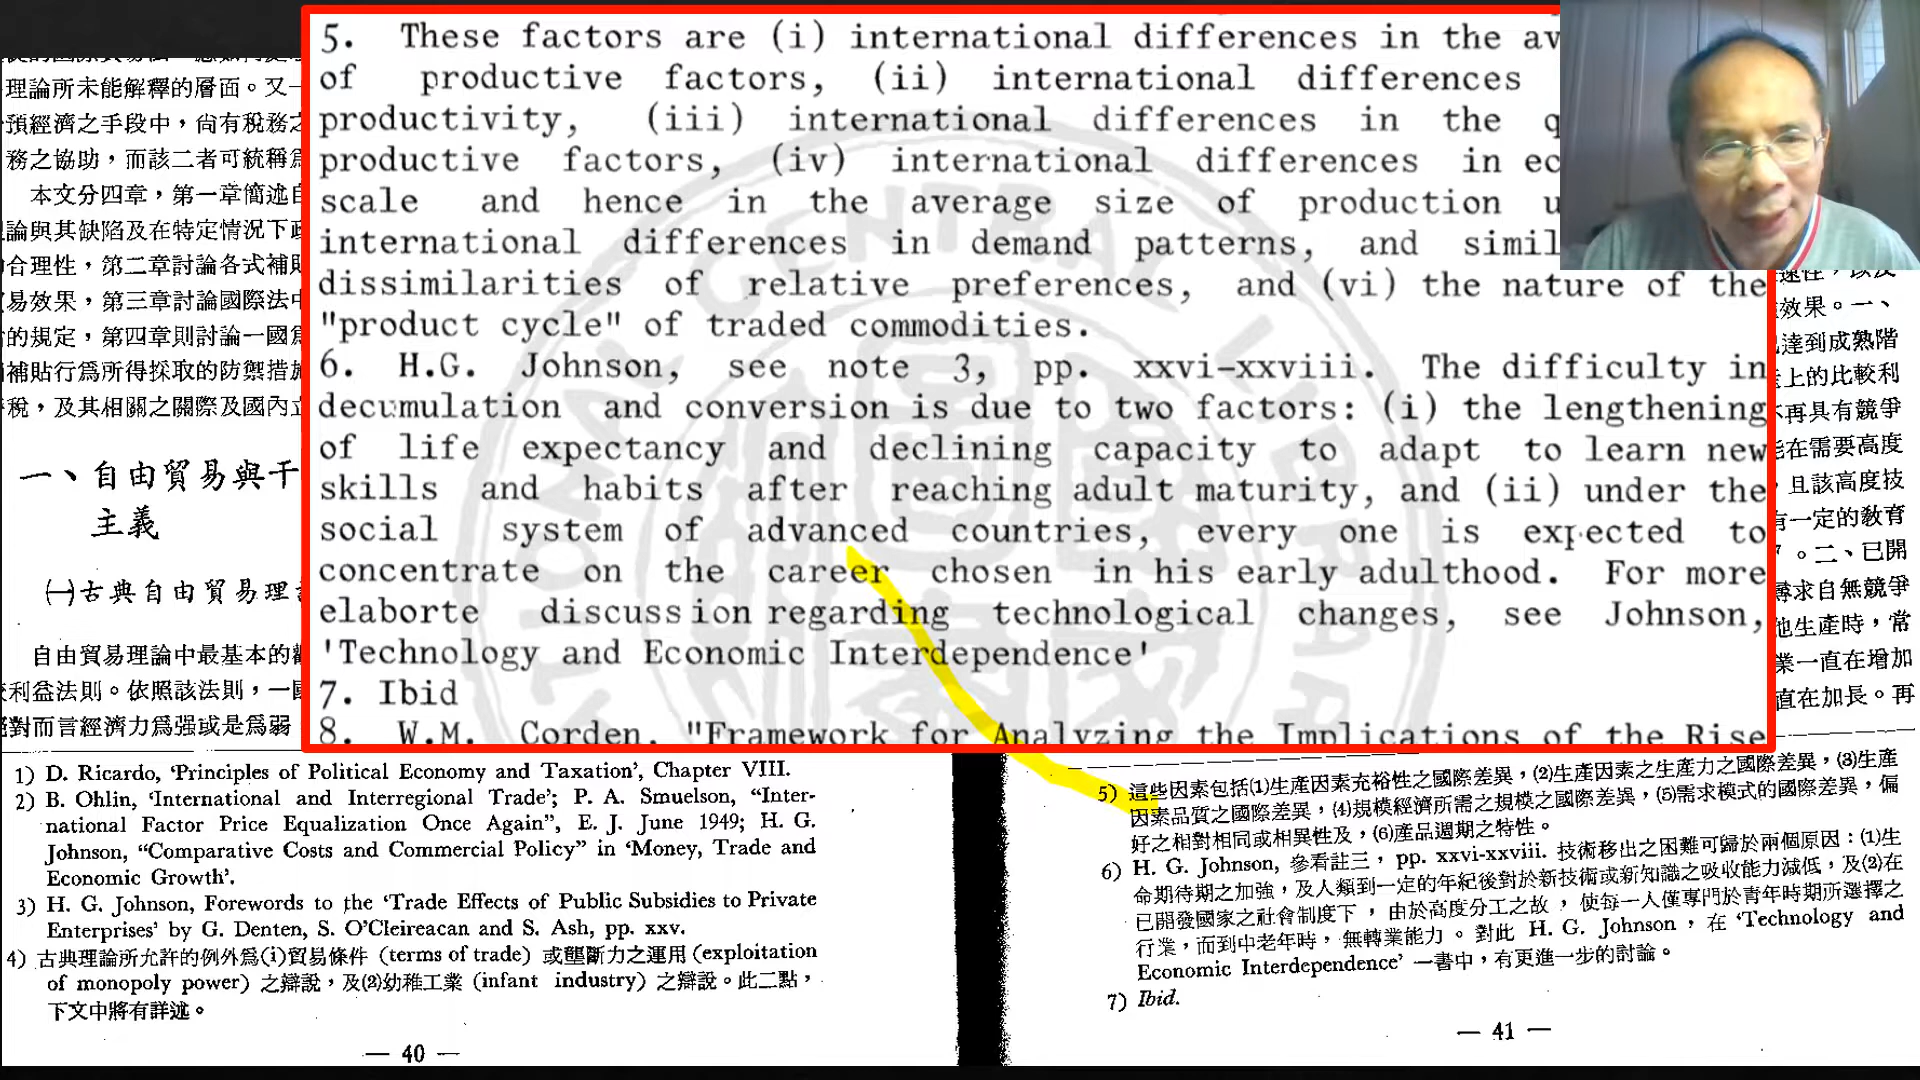 5. These factors are (i) international differences in the av
of productive factors, (ii) international differences
productivity, (iii) international differences in the q
productive factors, (iv) international differences in ec
scale and hence in the average size of production u
international differences in demand patterns, and simil
dissimilarities of relative preferences, and (vi) the nature of the
"product cycle" of traded commodities.
6. H.G. Johnson, see note 3, pp. xxvi-xxviii. The difficulty in
decumulation and conversion is due to two factors: (i) the lengthening
of life expectancy and declining capacity to adapt to learn new
skills and habits after reaching adult maturity, and (ii) under the
social system of advanced countries, every one is expected to
concentrate on the career chosen in his early adulthood. For more
elaborte discussion regarding technological changes, see Johnson,
'Technology and Economic Interdependence'
7. Ibid
8. W.M. Corden, "Framework for Analyzing the Implications of the Rise
理論所未能解釋的層面。又一
預經濟之手段中,尚有稅務之
務之協助,而該二者可統稱為
本文分四章,第一章簡述自
論與其缺陷及在特定情況下政
合理性,第二章討論各式補貼
易效果,第三章討論國際法中
的規定,第四章則討論一國為
補貼行為所得採取的防禦措施
稅,及其相關之關際及國內立
一、自由貿易與干
主義
㈠古典自由貿易理
自由貿易理論中最基本的
利益法則。依照該法則,一國
對而言經濟力為强或是為弱
1) D. Ricardo, 'Principles of Political Economy and Taxation', Chapter VIII.
2) B. Ohlin, 'International and Interregional Trade'; P. A. Smuelson, "Inter-
national Factor Price Equalization Once Again", E. J. June 1949; H. G.
Johnson, "Comparative Costs and Commercial Policy" in 'Money, Trade and
Economic Growth'.
3) H. G. Johnson, Forewords to the 'Trade Effects of Public Subsidies to Private
Enterprises' by G. Denten, S. O'Cleireacan and S. Ash, pp. xxv.
4) 古典理論所允許的例外為(i)貿易條件 (terms of trade) 或壟斷力之運用 (exploitation
of monopoly power) 之辯說,及(2)幼稚工業 (infant industry) 之辯說。此二點,
下文中將有詳述。
— 40 —
效果。一、
達到成熟階
上的比較利
再具有競爭
在需要高度
且該高度技
有一定的教育
。二、已開
尋求自無競爭
他生產時,常
業一直在增加
直在加長。再
5) 這些因素包括(1)生產因素充裕性之國際差異,(2)生產因素之生產力之國際差異,(3)生產
因素品質之國際差異,(4)規模經濟所需之規模之國際差異,(5)需求模式的國際差異,偏
好之相對相同或相異性及,(6)產品週期之特性。
6) H. G. Johnson, 參看註三, pp. xxvi-xxviii. 技術移出之困難可歸於兩個原因:(1)生
命期待期之加強,及人類到一定的年紀後對於新技術或新知識之吸收能力減低,及(2)在
已開發國家之社會制度下,由於高度分工之故,使每一人僅專門於青年時期所選擇之
行業,而到中老年時,無轉業能力。對此 H. G. Johnson,在 'Technology and
Economic Interdependence' 一書中,有更進一步的討論。
7) Ibid.
— 41 —